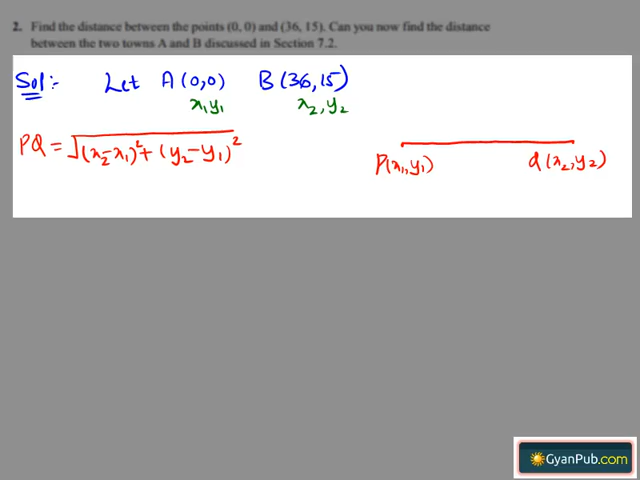 2. Find the distance between the points (0, 0) and (36, 15). Can you now find the distance
between the two towns A and B discussed in Section 7.2.
Sol :- Let A (0,0) B (36, 15)
x₁y₁ x₂, y₂
PQ = √(x₂-x₁)² + (y₂-y₁)²
P(x₁, y₁) Q (x₂, y₂)
GyanPub.com